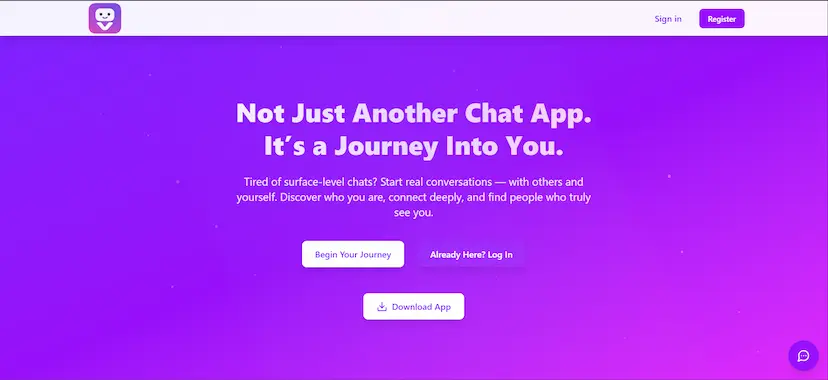 Sign in
Register
Not Just Another Chat App.
It’s a Journey Into You.
Tired of surface-level chats? Start real conversations — with others and
yourself. Discover who you are, connect deeply, and find people who truly
see you.
Begin Your Journey
Already Here? Log In
Download App